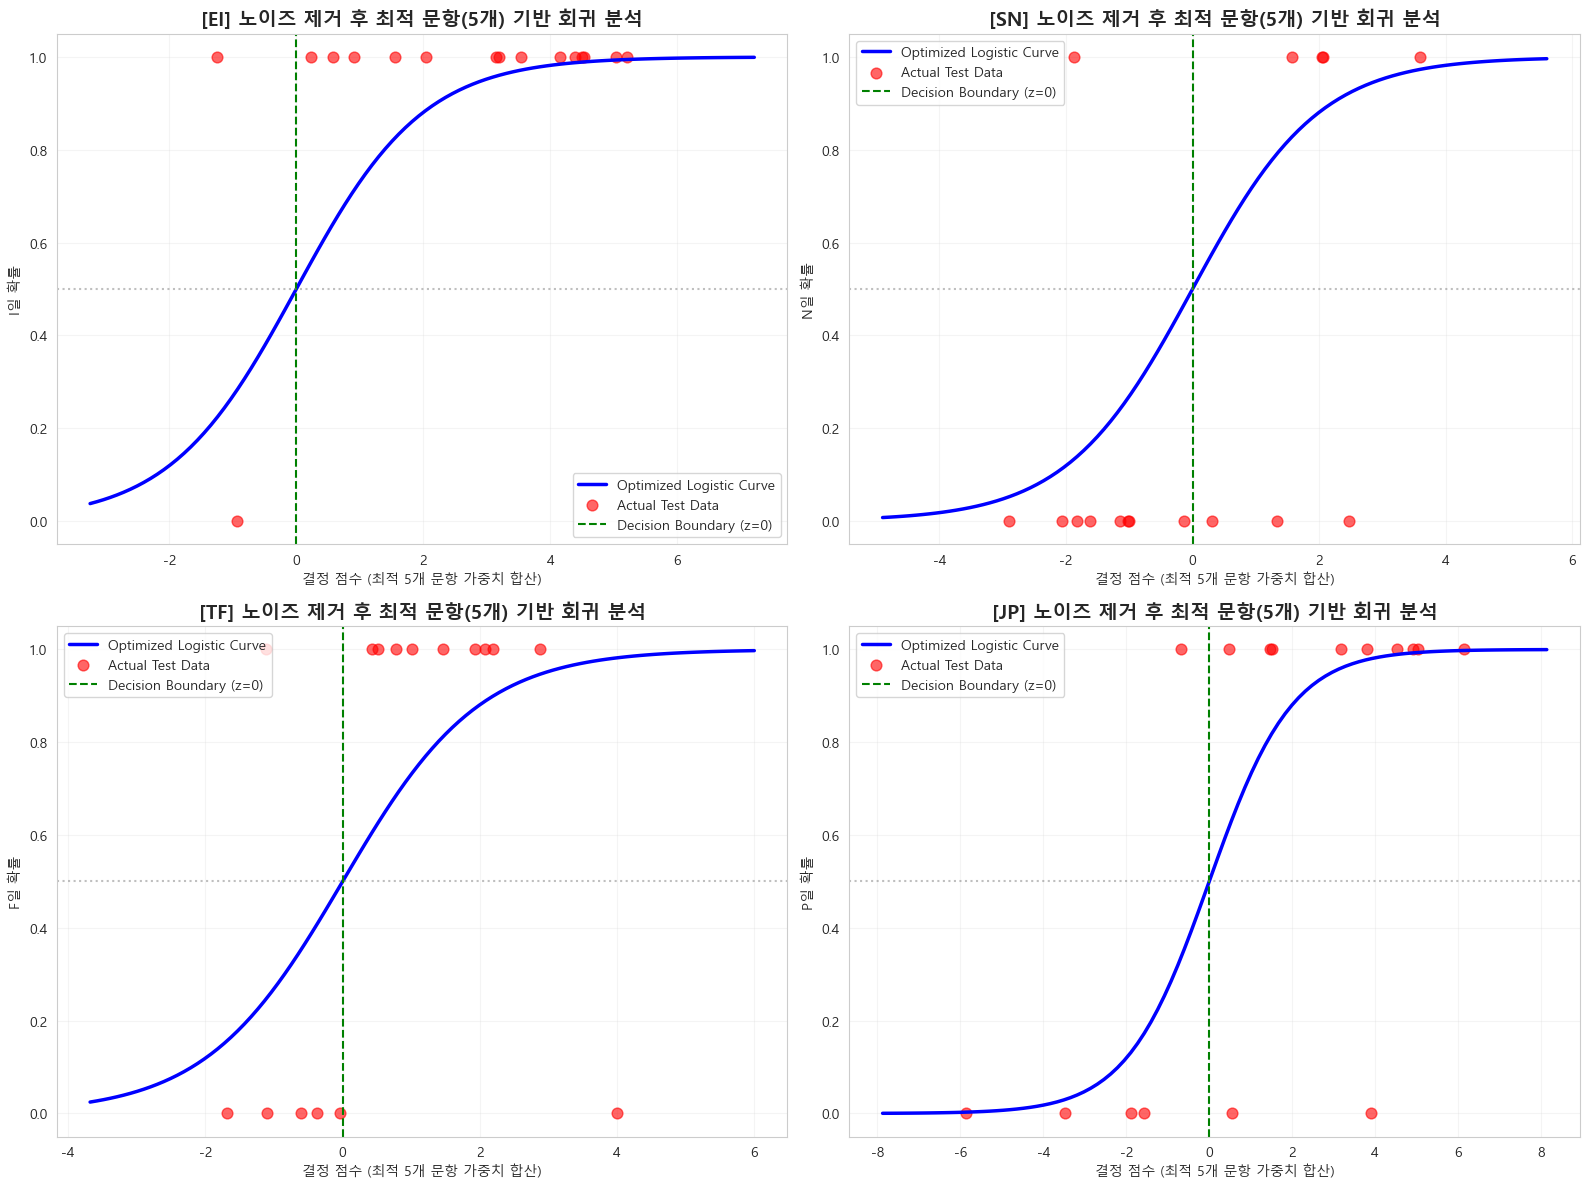 [EI] 노이즈 제거 후 최적 문항(5개) 기반 회귀 분석
1.0
0.8
0.6
0.4
0.2
0.0
I일 확률
Optimized Logistic Curve
Actual Test Data
Decision Boundary (z=0)
-2 0 2 4 6
결정 점수 (최적 5개 문항 가중치 합산)
[SN] 노이즈 제거 후 최적 문항(5개) 기반 회귀 분석
Optimized Logistic Curve
Actual Test Data
Decision Boundary (z=0)
1.0
0.8
0.6
0.4
0.2
0.0
N일 확률
-4 -2 0 2 4 6
결정 점수 (최적 5개 문항 가중치 합산)
[TF] 노이즈 제거 후 최적 문항(5개) 기반 회귀 분석
Optimized Logistic Curve
Actual Test Data
Decision Boundary (z=0)
1.0
0.8
0.6
0.4
0.2
0.0
F일 확률
-4 -2 0 2 4 6
결정 점수 (최적 5개 문항 가중치 합산)
[JP] 노이즈 제거 후 최적 문항(5개) 기반 회귀 분석
Optimized Logistic Curve
Actual Test Data
Decision Boundary (z=0)
1.0
0.8
0.6
0.4
0.2
0.0
P일 확률
-8 -6 -4 -2 0 2 4 6 8
결정 점수 (최적 5개 문항 가중치 합산)